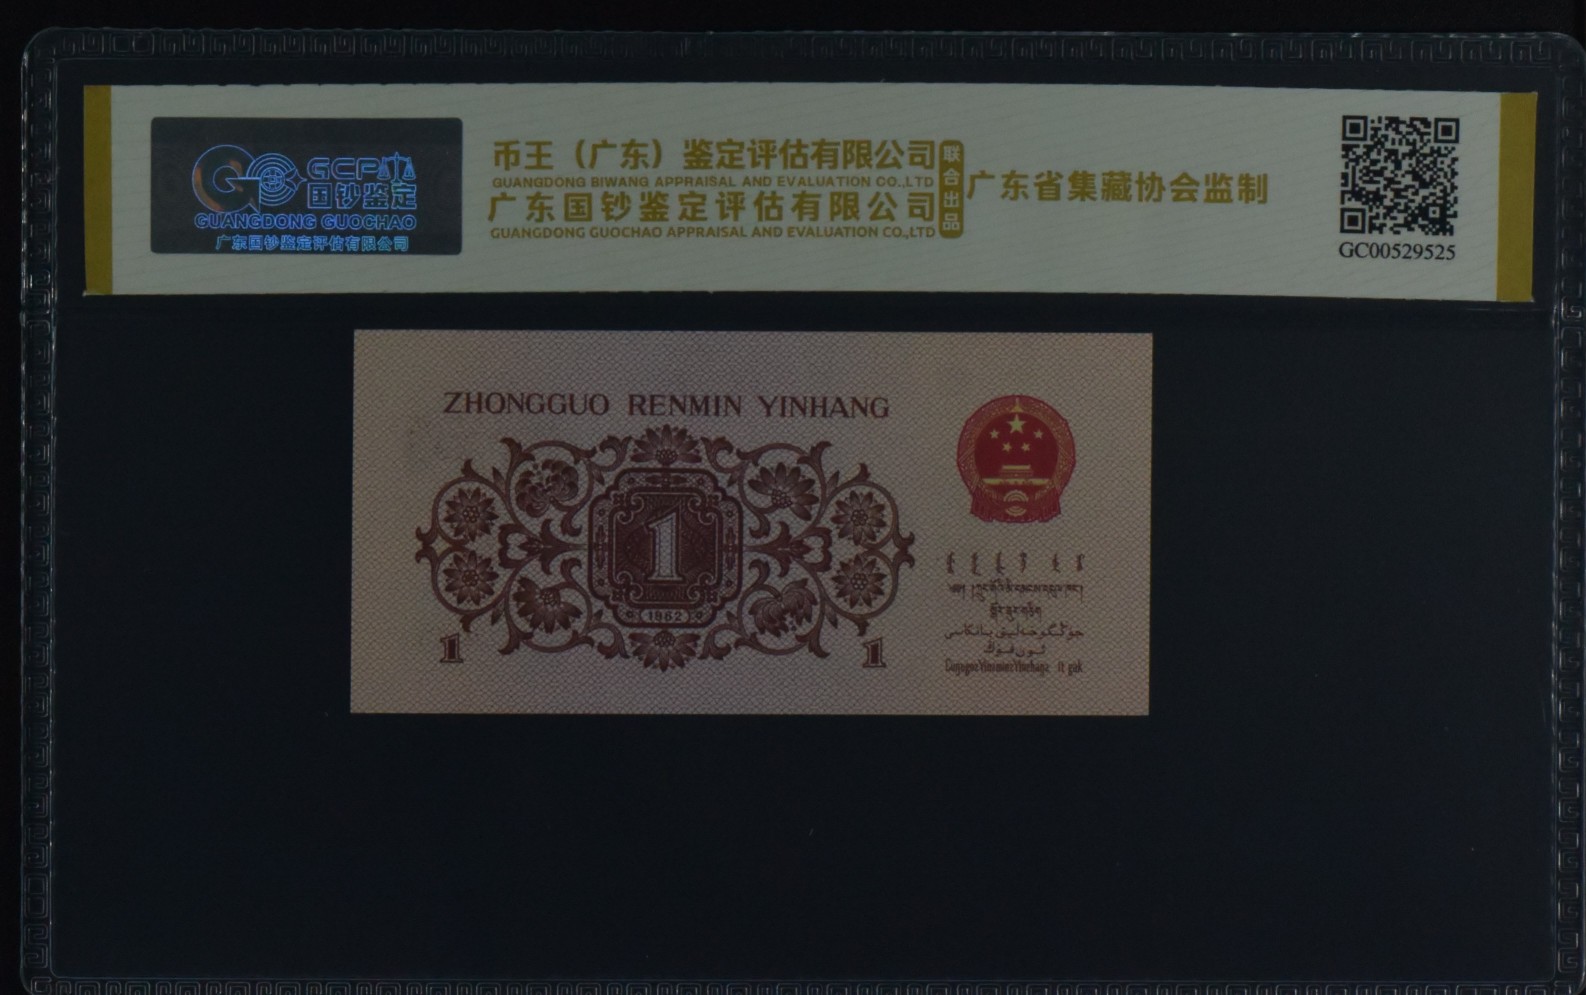 GCP
国钞鉴定
GUANGDONG GUOCHAO
广东国钞鉴定评估有限公司
币王（广东）鉴定评估有限公司
GUANGDONG BIWANG APPRAISAL AND EVALUATION CO.,LTD
广东国钞鉴定评估有限公司
GUANGDONG GUOCHAO APPRAISAL AND EVALUATION CO.,LTD
联合出品
广东省集藏协会监制
GC00529525
ZHONGGUO RENMIN YINHANG
1
1962
1
1